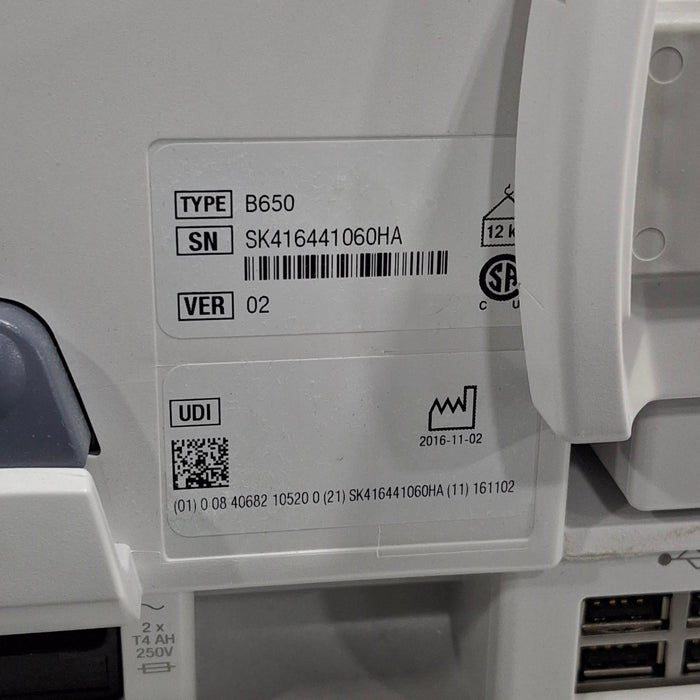 TYPE B650
SN SK416441060HA
12 k
SA
C U
VER 02
UDI
2016-11-02
(01) 0 08 40682 10520 0 (21) SK416441060HA (11) 161102
2 x
T4 AH
250V